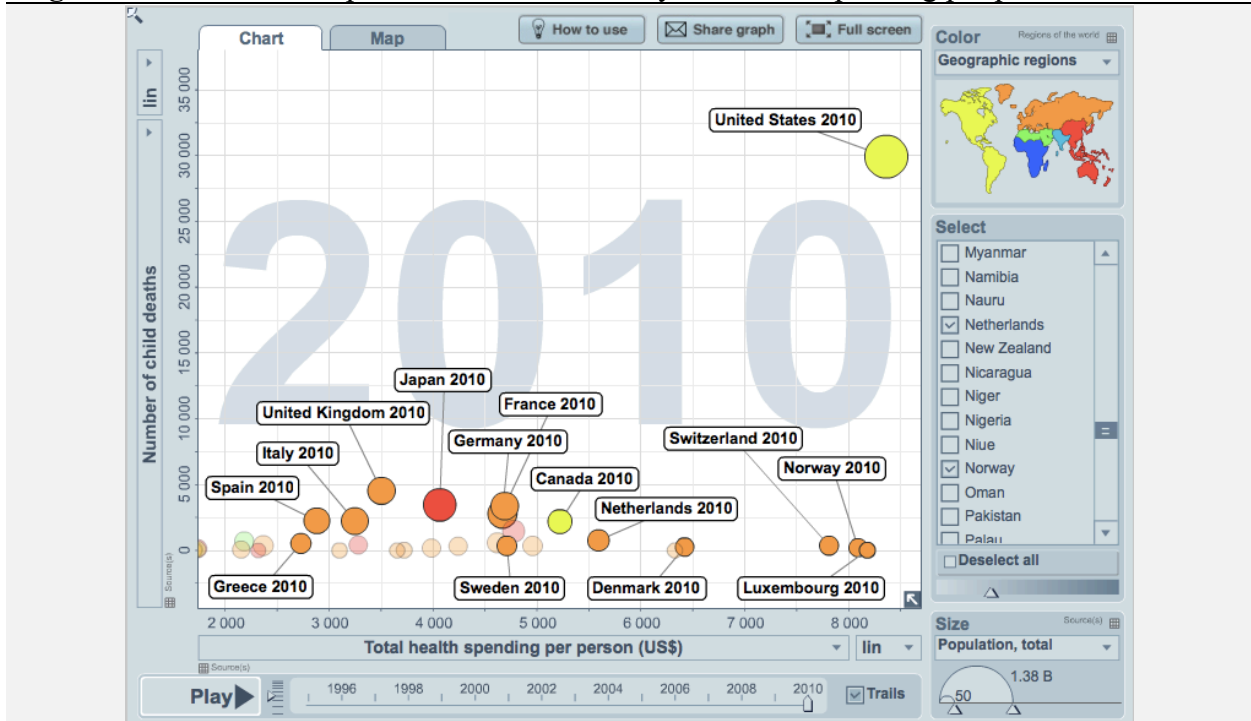 Chart
Map
How to use
Share graph
Full screen
lin
Number of child deaths
Source(s)
35 000
30 000
25 000
20 000
15 000
10 000
5 000
0
2010
United States 2010
Japan 2010
United Kingdom 2010
France 2010
Italy 2010
Germany 2010
Switzerland 2010
Spain 2010
Canada 2010
Norway 2010
Netherlands 2010
Greece 2010
Sweden 2010
Denmark 2010
Luxembourg 2010
2 000 3 000 4 000 5 000 6 000 7 000 8 000
Total health spending per person (US$)
lin
Source(s)
Play
1996 1998 2000 2002 2004 2006 2008 2010
Trails
Color
Regions of the world
Geographic regions
Select
Myanmar
Namibia
Nauru
Netherlands
New Zealand
Nicaragua
Niger
Nigeria
Niue
Norway
Oman
Pakistan
Palau
Deselect all
Size
Source(s)
Population, total
1.38 B
50